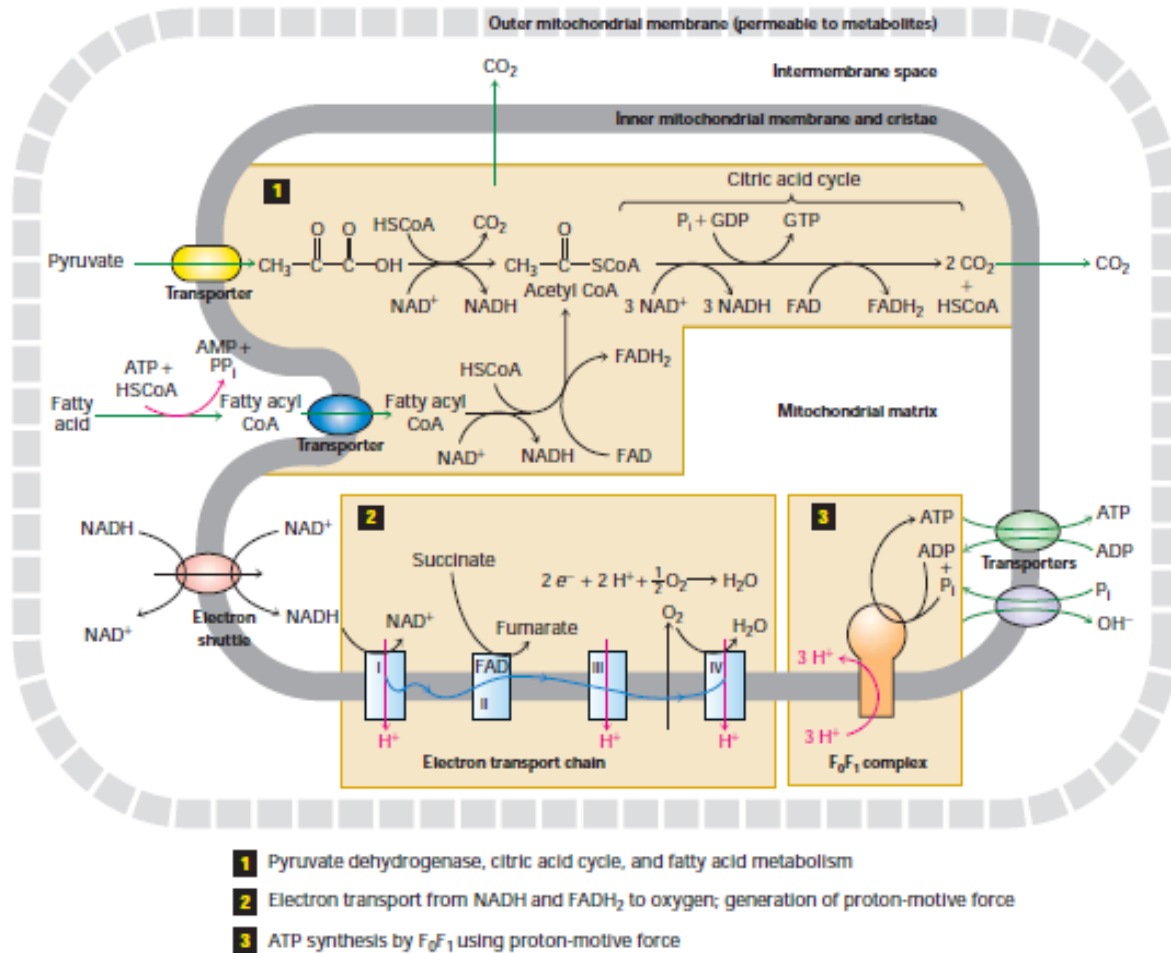 Outer mitochondrial membrane (permeable to metabolites)
CO₂
Intermembrane space
Inner mitochondrial membrane and cristae
1
Citric acid cycle
O O
HSCoA
CO₂
O
Pᵢ + GDP
GTP
Pyruvate
CH₃—C—C—OH
CH₃—C—SCoA
2 CO₂
CO₂
+
HSCoA
Transporter
Acetyl CoA
NAD⁺
NADH
3 NAD⁺
3 NADH
FAD
FADH₂
AMP +
PPᵢ
ATP +
HSCoA
HSCoA
FADH₂
Fatty
acid
Fatty acyl
CoA
Fatty acyl
CoA
Mitochondrial matrix
Transporter
NAD⁺
NADH
FAD
2
3
NADH
NAD⁺
ATP
ATP
Succinate
ADP
+
Pᵢ
ADP
Transporters
2 e⁻ + 2 H⁺ + ½O₂ → H₂O
Pᵢ
NADH
NAD⁺
O₂
Fumarate
H₂O
OH⁻
NAD⁺
Electron
shuttle
I
FAD
II
III
IV
3 H⁺
H⁺
H⁺
H⁺
3 H⁺
Electron transport chain
F₀F₁ complex
1 Pyruvate dehydrogenase, citric acid cycle, and fatty acid metabolism
2 Electron transport from NADH and FADH₂ to oxygen; generation of proton-motive force
3 ATP synthesis by F₀F₁ using proton-motive force